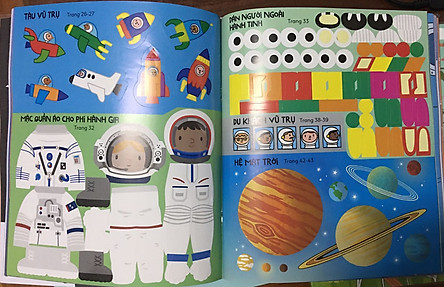 TÀU VŨ TRỤ Trang 26-27
MẶC QUẦN ÁO CHO PHI HÀNH GIA
Trang 32
DÁN NGƯỜI NGOÀI
HÀNH TINH Trang 33
DU KHÁCH VŨ TRỤ Trang 38-39
HỆ MẶT TRỜI Trang 42-43